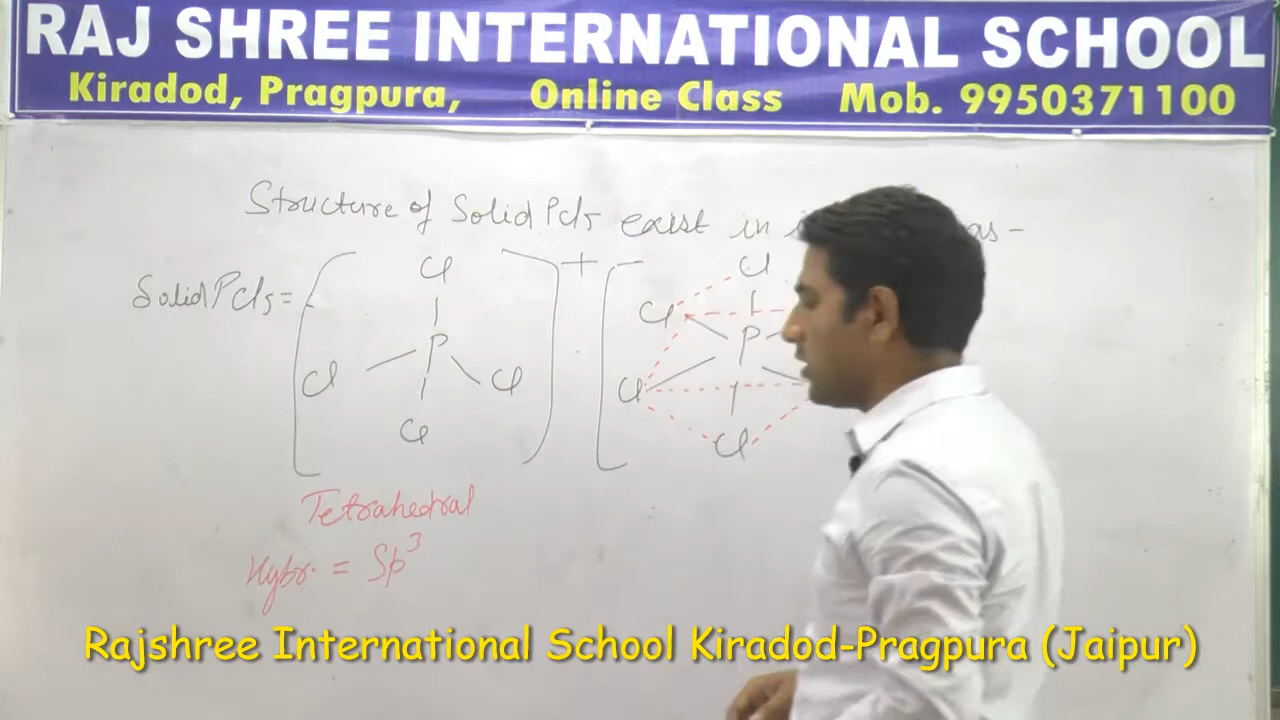 RAJ SHREE INTERNATIONAL SCHOOL
Kiradod, Pragpura, Online Class Mob. 9950371100
Structure of Solid PCl5 exist in as -
Solid PCl5 =
Cl
P
Cl
Cl
Cl
+
Cl
Cl
P
Cl
Cl
Tetrahedral
Hybr. = Sp³
Rajshree International School Kiradod-Pragpura (Jaipur)